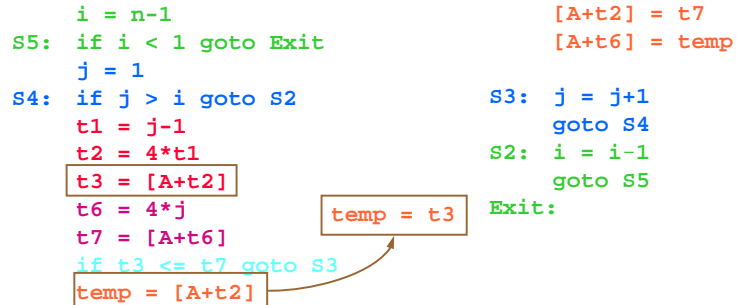 i = n-1
S5: if i < 1 goto Exit
j = 1
S4: if j > i goto S2
t1 = j-1
t2 = 4*t1
t3 = [A+t2]
t6 = 4*j
t7 = [A+t6]
if t3 <= t7 goto S3
temp = [A+t2]
temp = t3
[A+t2] = t7
[A+t6] = temp
S3: j = j+1
goto S4
S2: i = i-1
goto S5
Exit: